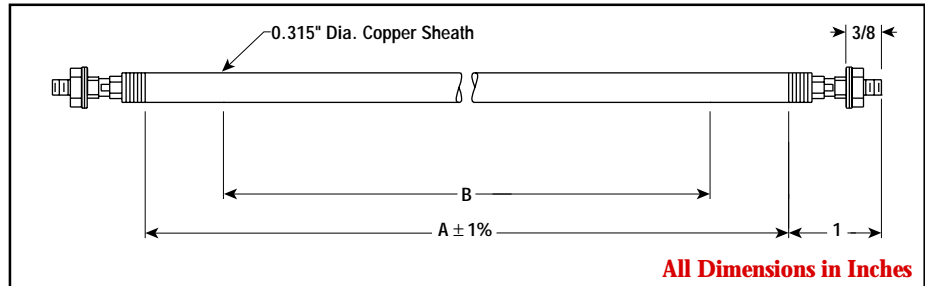 0.315" Dia. Copper Sheath
3/8
B
A ± 1%
1
All Dimensions in Inches